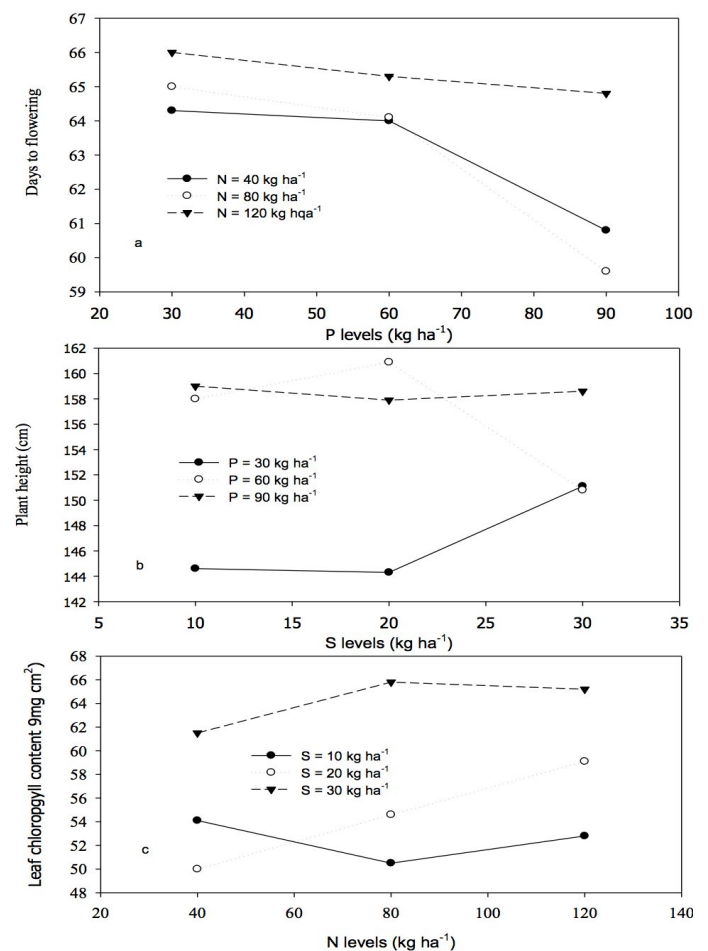 67
66
65
64
63
62
61
60
59
Days to flowering
N = 40 kg ha⁻¹
N = 80 kg ha⁻¹
N = 120 kg hqa⁻¹
a
20 30 40 50 60 70 80 90 100
P levels (kg ha⁻¹)
162
160
158
156
154
152
150
148
146
144
142
Plant height (cm)
P = 30 kg ha⁻¹
P = 60 kg ha⁻¹
P = 90 kg ha⁻¹
b
5 10 15 20 25 30 35
S levels (kg ha⁻¹)
68
66
64
62
60
58
56
54
52
50
48
Leaf chloropgyll content 9mg cm²)
S = 10 kg ha⁻¹
S = 20 kg ha⁻¹
S = 30 kg ha⁻¹
c
20 40 60 80 100 120 140
N levels (kg ha⁻¹)